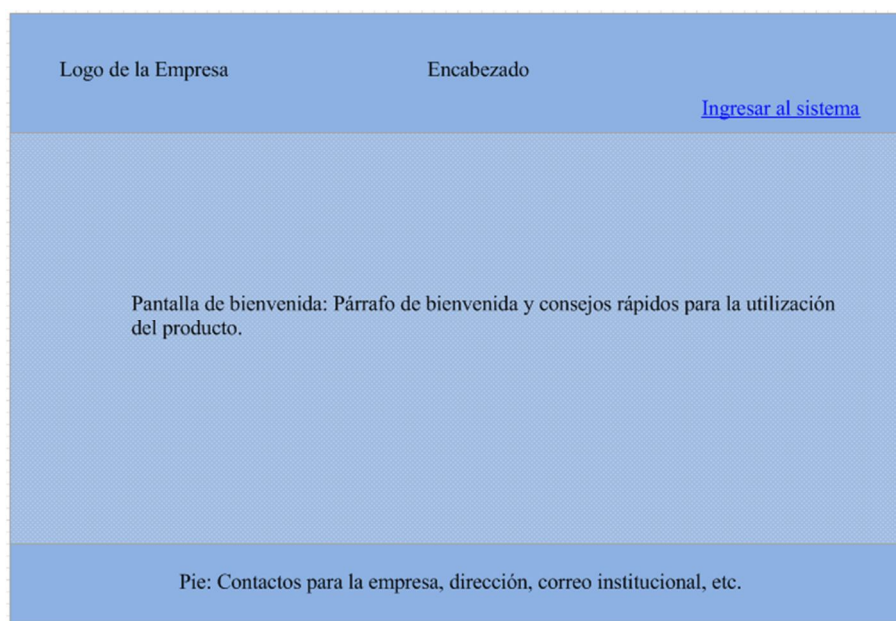 Logo de la Empresa
Encabezado
Ingresar al sistema
Pantalla de bienvenida: Párrafo de bienvenida y consejos rápidos para la utilización
del producto.
Pie: Contactos para la empresa, dirección, correo institucional, etc.